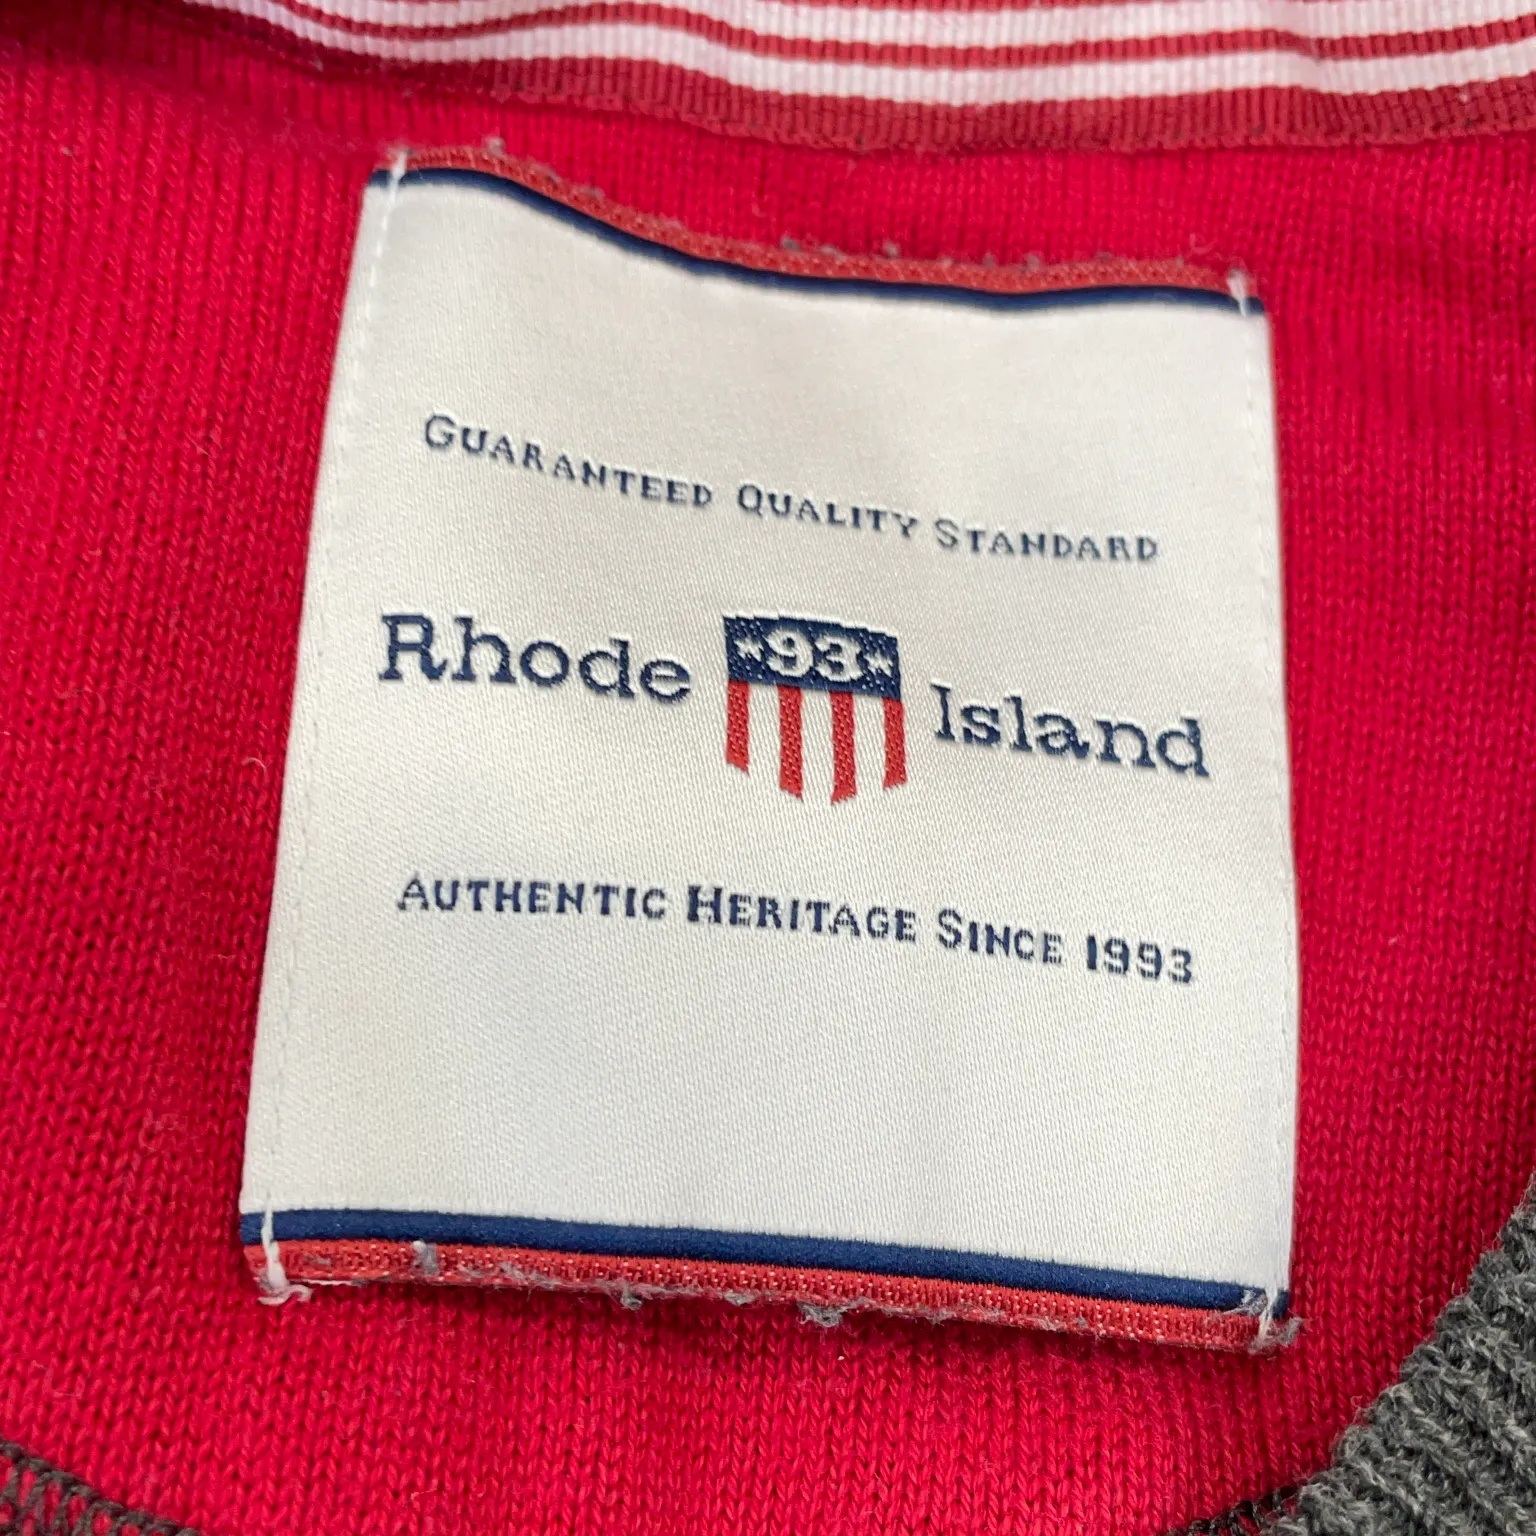 Guaranteed Quality Standard
Rhode 93 Island
Authentic Heritage Since 1993